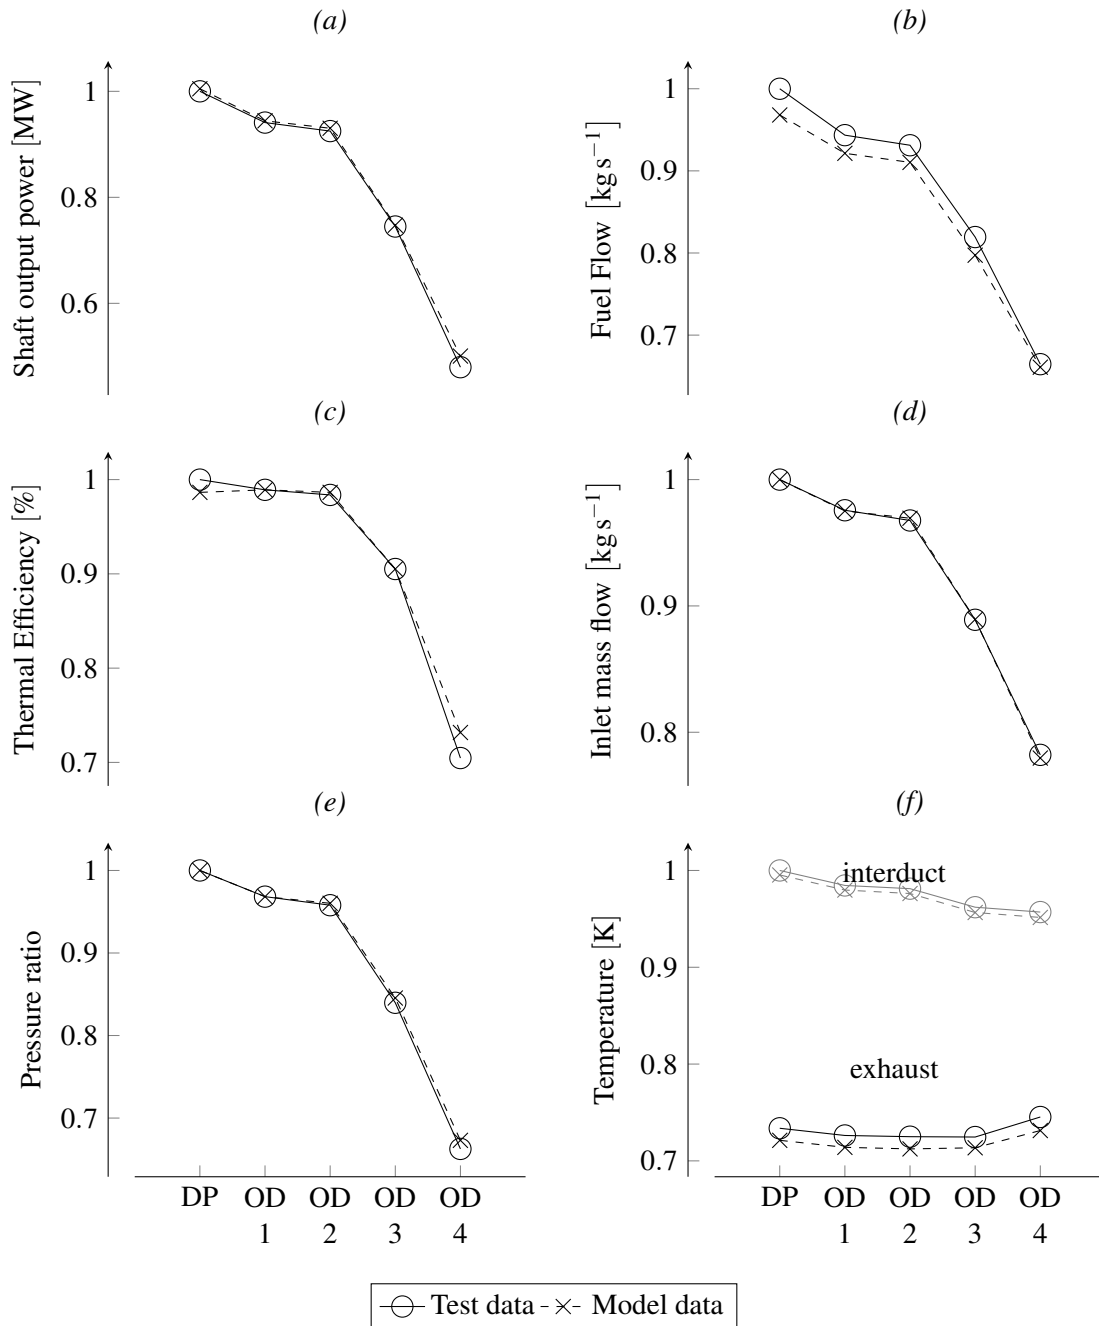 (a)
Shaft output power [MW]
1
0.8
0.6
(b)
Fuel Flow [kg s⁻¹]
1
0.9
0.8
0.7
(c)
Thermal Efficiency [%]
1
0.9
0.8
0.7
(d)
Inlet mass flow [kg s⁻¹]
1
0.9
0.8
(e)
Pressure ratio
1
0.9
0.8
0.7
DP OD OD OD OD
1 2 3 4
(f)
Temperature [K]
1
0.9
0.8
0.7
interduct
exhaust
DP OD OD OD OD
1 2 3 4
Test data Model data